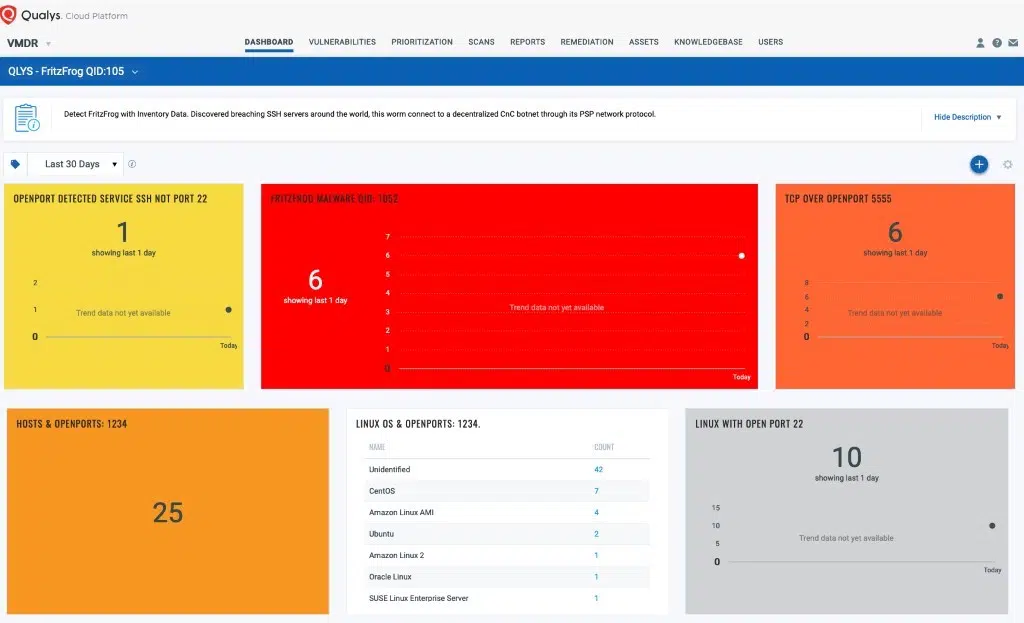 Qualys. Cloud Platform
VMDR
DASHBOARD VULNERABILITIES PRIORITIZATION SCANS REPORTS REMEDIATION ASSETS KNOWLEDGEBASE USERS
QLYS - FritzFrog QID:105
Detect FritzFrog with Inventory Data. Discovered breaching SSH servers around the world, this worm connect to a decentralized CnC botnet through its PSP network protocol.
Hide Description
Last 30 Days
OPENPORT DETECTED SERVICE SSH NOT PORT 22
1
showing last 1 day
2
1
Trend data not yet available
0
Today
FRITZFROG MALWARE QID: 1052
6
showing last 1 day
7
6
5
4
3
2
1
0
Trend data not yet available
Today
TCP OVER OPENPORT 5555
6
showing last 1 day
8
6
4
2
0
Trend data not yet available
Today
HOSTS & OPENPORTS: 1234
25
LINUX OS & OPENPORTS: 1234.
NAME COUNT
Unidentified 42
CentOS 7
Amazon Linux AMI 4
Ubuntu 2
Amazon Linux 2 1
Oracle Linux 1
SUSE Linux Enterprise Server 1
LINUX WITH OPEN PORT 22
10
showing last 1 day
15
10
5
0
Trend data not yet available
Today